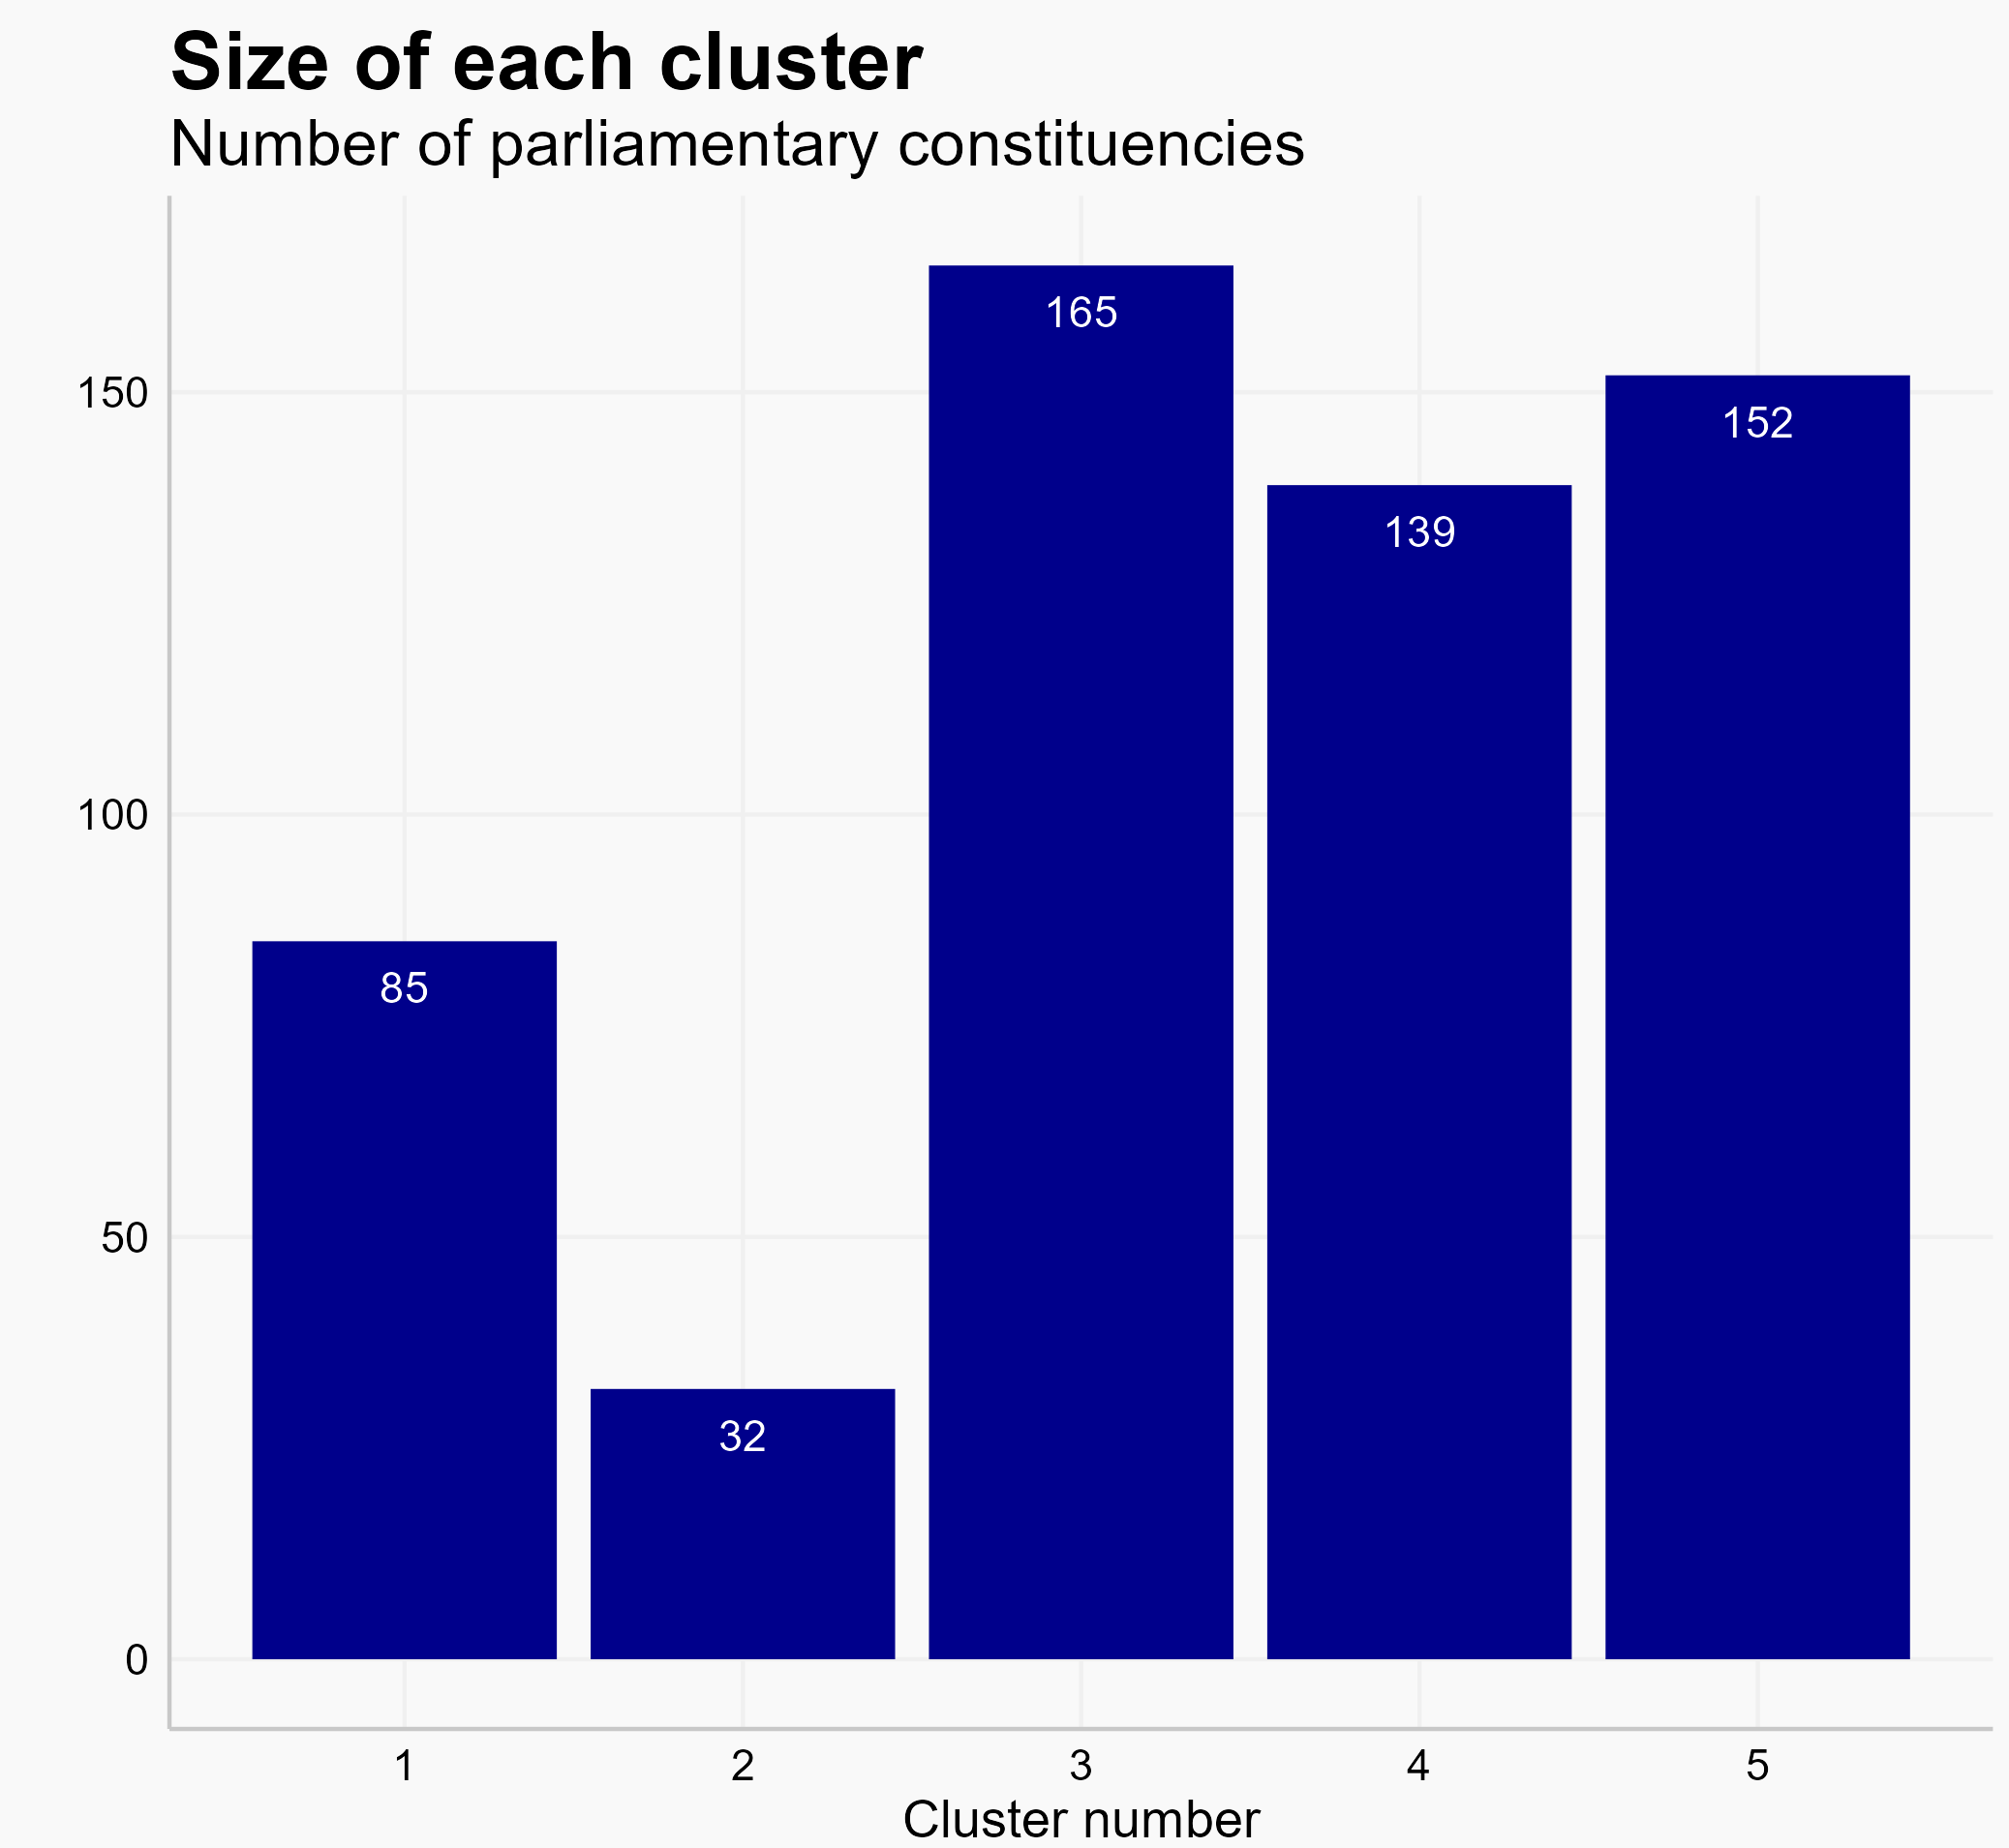 Size of each cluster
Number of parliamentary constituencies
165
150
152
139
100
85
50
32
0
1 2 3 4 5
Cluster number